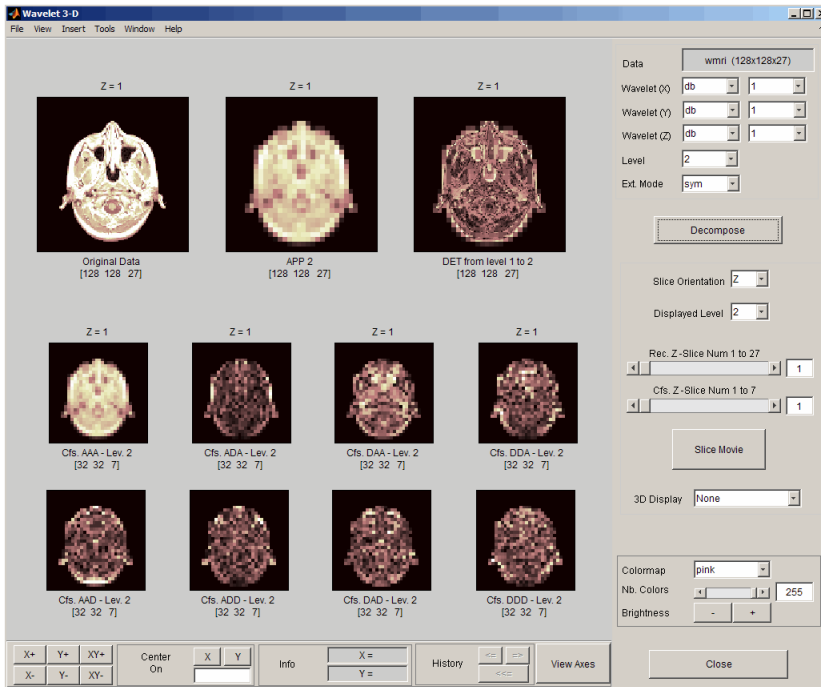 Wavelet 3-D
File View Insert Tools Window Help
Z = 1
Z = 1
Z = 1
Original Data
[128 128 27]
APP 2
[128 128 27]
DET from level 1 to 2
[128 128 27]
Z = 1
Z = 1
Z = 1
Z = 1
Cfs. AAA - Lev. 2
[32 32 7]
Cfs. ADA - Lev. 2
[32 32 7]
Cfs. DAA - Lev. 2
[32 32 7]
Cfs. DDA - Lev. 2
[32 32 7]
Cfs. AAD - Lev. 2
[32 32 7]
Cfs. ADD - Lev. 2
[32 32 7]
Cfs. DAD - Lev. 2
[32 32 7]
Cfs. DDD - Lev. 2
[32 32 7]
Data wmri (128x128x27)
Wavelet (X) db 1
Wavelet (Y) db 1
Wavelet (Z) db 1
Level 2
Ext. Mode sym
Decompose
Slice Orientation Z
Displayed Level 2
Rec. Z -Slice Num 1 to 27
1
Cfs. Z -Slice Num 1 to 7
1
Slice Movie
3D Display None
Colormap pink
Nb. Colors 255
Brightness - +
X+ Y+ XY+
X- Y- XY-
Center
On
X Y
Info
X =
Y =
History
<= =>
<<=
View Axes
Close